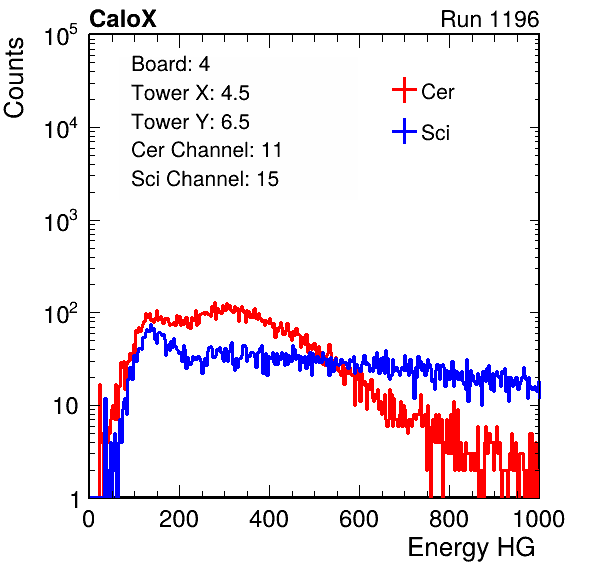 CaloX Run 1196
Counts
Board: 4
Tower X: 4.5
Tower Y: 6.5
Cer Channel: 11
Sci Channel: 15
Cer
Sci
10^5
10^4
10^3
10^2
10
1
0 200 400 600 800 1000
Energy HG